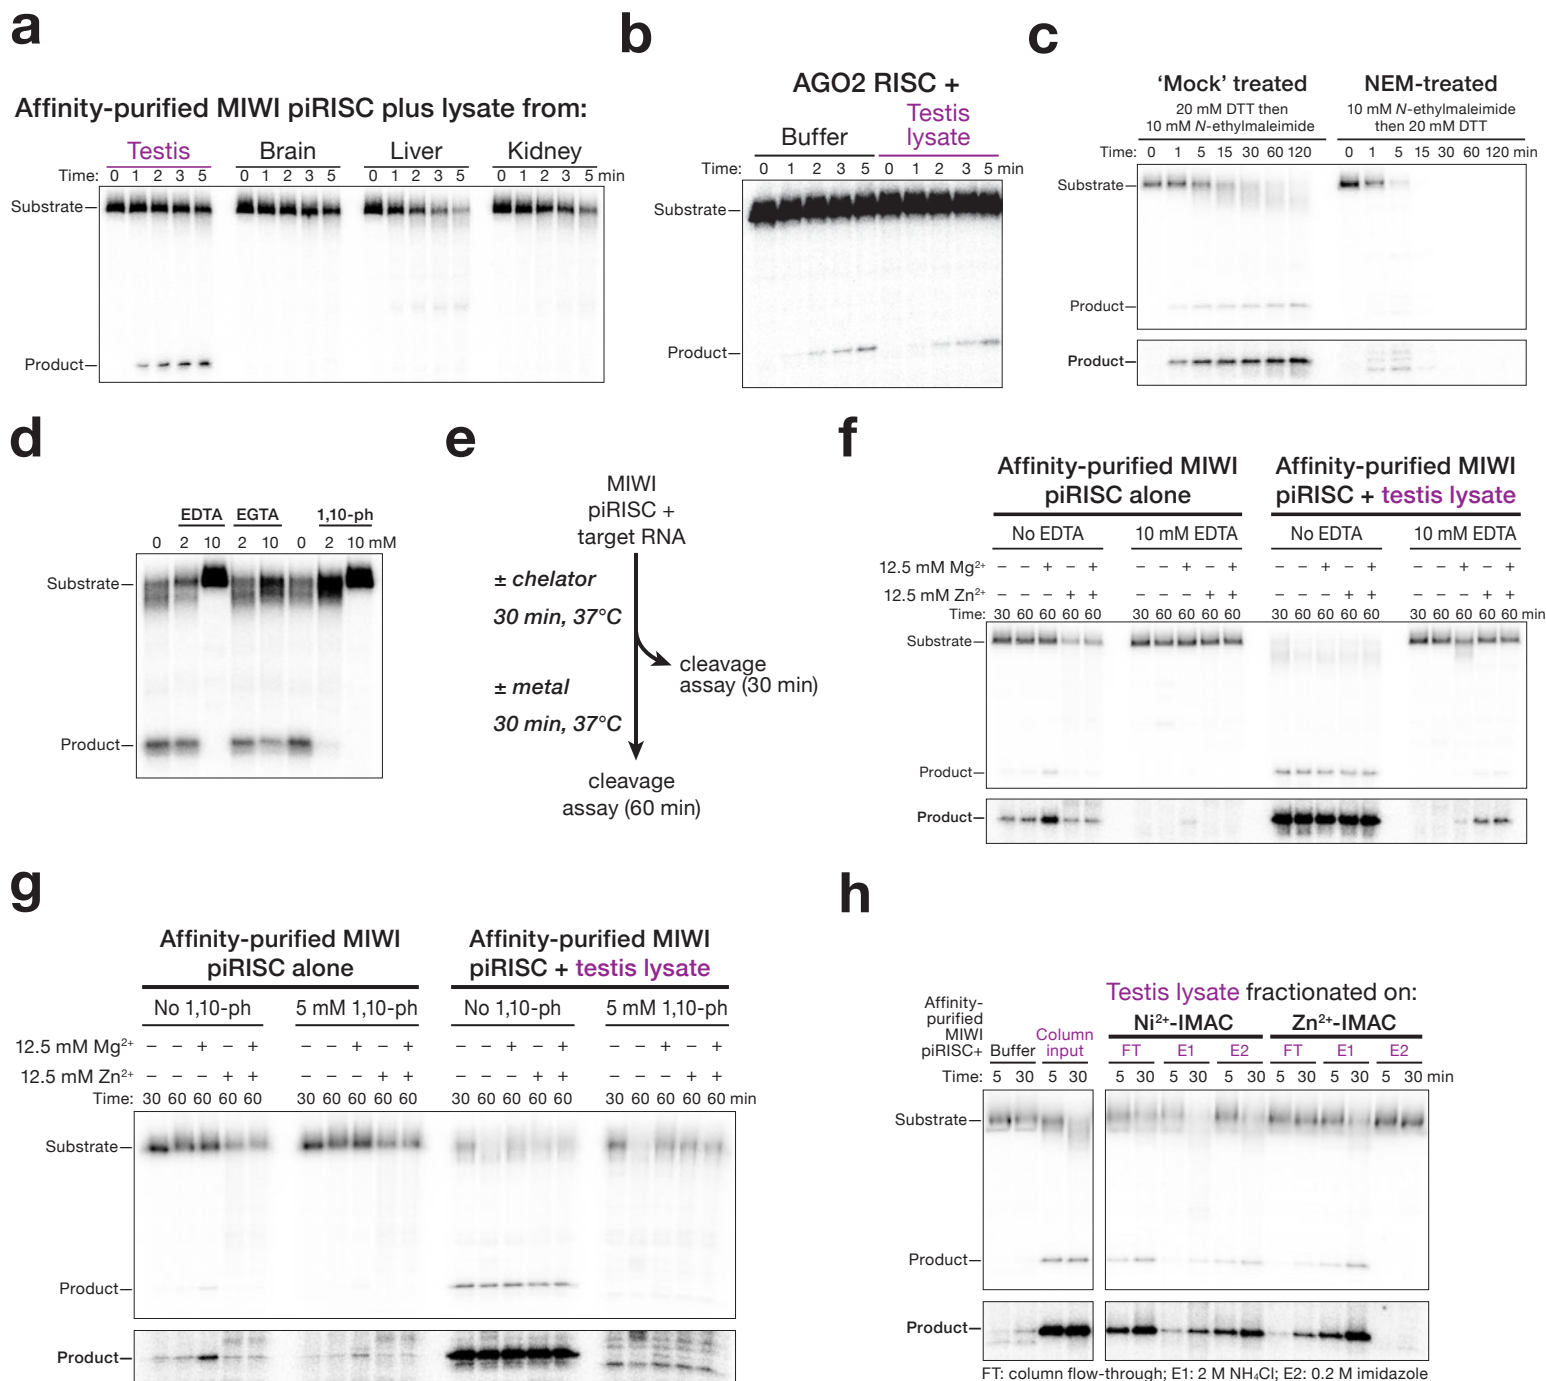 a
Affinity-purified MIWI piRISC plus lysate from:
Testis Brain Liver Kidney
Time: 0 1 2 3 5 0 1 2 3 5 0 1 2 3 5 0 1 2 3 5 min
Substrate
Product
b
AGO2 RISC +
Buffer Testis lysate
Time: 0 1 2 3 5 0 1 2 3 5 min
Substrate
Product
c
‘Mock’ treated
20 mM DTT then
10 mM N-ethylmaleimide
NEM-treated
10 mM N-ethylmaleimide
then 20 mM DTT
Time: 0 1 5 15 30 60 120 0 1 5 15 30 60 120 min
Substrate
Product
Product
d
EDTA EGTA 1,10-ph
0 2 10 2 10 0 2 10 mM
Substrate
Product
e
MIWI
piRISC +
target RNA
± chelator
30 min, 37°C
cleavage
assay (30 min)
± metal
30 min, 37°C
cleavage
assay (60 min)
f
Affinity-purified MIWI
piRISC alone
Affinity-purified MIWI
piRISC + testis lysate
No EDTA 10 mM EDTA No EDTA 10 mM EDTA
12.5 mM Mg²⁺ – – + – + – – + – + – – + – + – – + – +
12.5 mM Zn²⁺ – – – + + – – – + + – – – + + – – – + +
Time: 30 60 60 60 60 30 60 60 60 60 30 60 60 60 60 30 60 60 60 60 min
Substrate
Product
Product
g
Affinity-purified MIWI
piRISC alone
Affinity-purified MIWI
piRISC + testis lysate
No 1,10-ph 5 mM 1,10-ph No 1,10-ph 5 mM 1,10-ph
12.5 mM Mg²⁺ – – + – + – – + – + – – + – + – – + – +
12.5 mM Zn²⁺ – – – + + – – – + + – – – + + – – – + +
Time: 30 60 60 60 60 30 60 60 60 60 30 60 60 60 60 30 60 60 60 60 min
Substrate
Product
Product
h
Testis lysate fractionated on:
Ni²⁺-IMAC Zn²⁺-IMAC
Affinity-
purified
MIWI
piRISC+ Buffer Column input FT E1 E2 FT E1 E2
Time: 5 30 5 30 5 30 5 30 5 30 5 30 5 30 5 30 min
Substrate
Product
Product
FT: column flow-through; E1: 2 M NH₄Cl; E2: 0.2 M imidazole